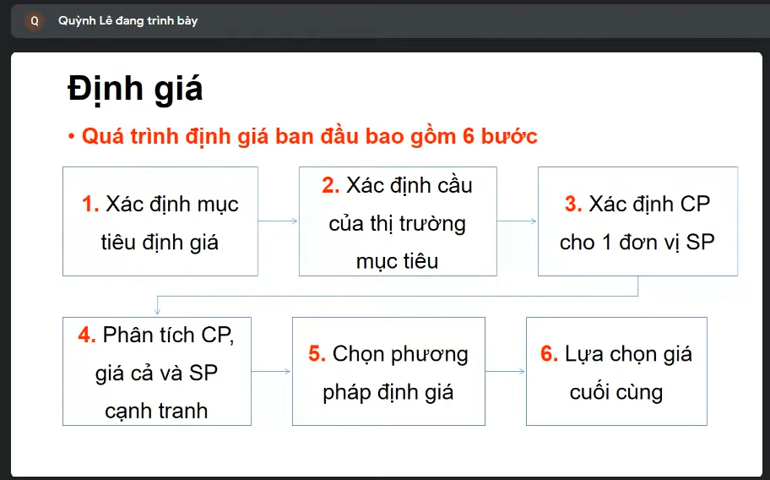 Q Quỳnh Lê đang trình bày
Định giá
• Quá trình định giá ban đầu bao gồm 6 bước
1. Xác định mục
tiêu định giá
2. Xác định cầu
của thị trường
mục tiêu
3. Xác định CP
cho 1 đơn vị SP
4. Phân tích CP,
giá cả và SP
cạnh tranh
5. Chọn phương
pháp định giá
6. Lựa chọn giá
cuối cùng